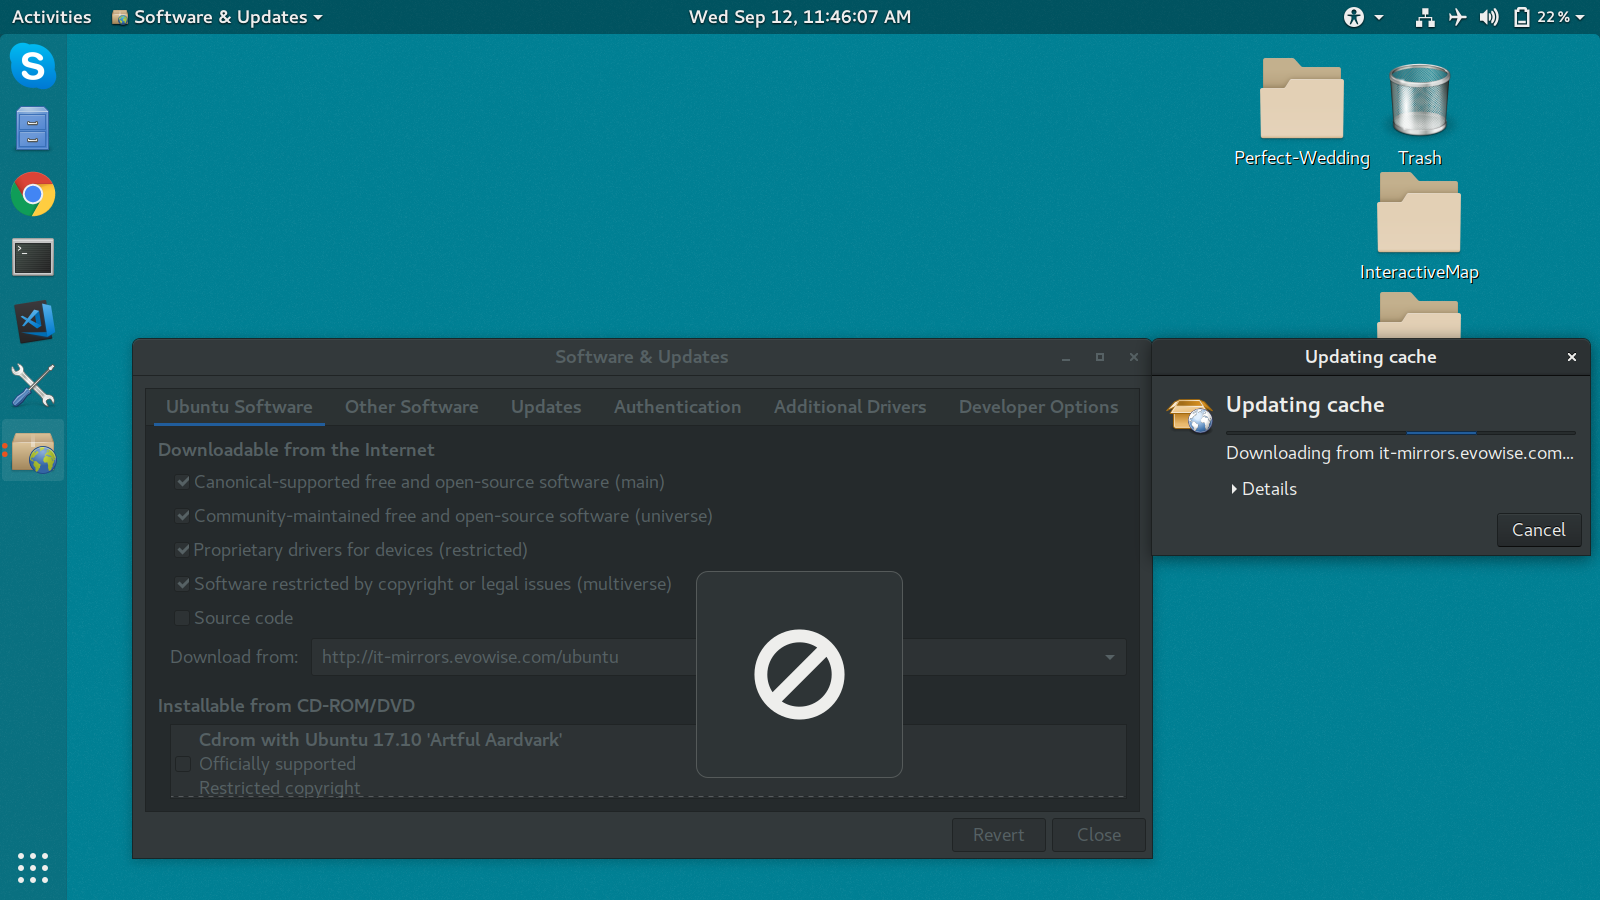 Activities
Software & Updates
Wed Sep 12, 11:46:07 AM
22 %
Perfect-Wedding
Trash
InteractiveMap
Software & Updates
Ubuntu Software
Other Software
Updates
Authentication
Additional Drivers
Developer Options
Downloadable from the Internet
Canonical-supported free and open-source software (main)
Community-maintained free and open-source software (universe)
Proprietary drivers for devices (restricted)
Software restricted by copyright or legal issues (multiverse)
Source code
Download from:
http://it-mirrors.evowise.com/ubuntu
Installable from CD-ROM/DVD
Cdrom with Ubuntu 17.10 'Artful Aardvark'
Officially supported
Restricted copyright
Revert
Close
Updating cache
Updating cache
Downloading from it-mirrors.evowise.com...
Details
Cancel